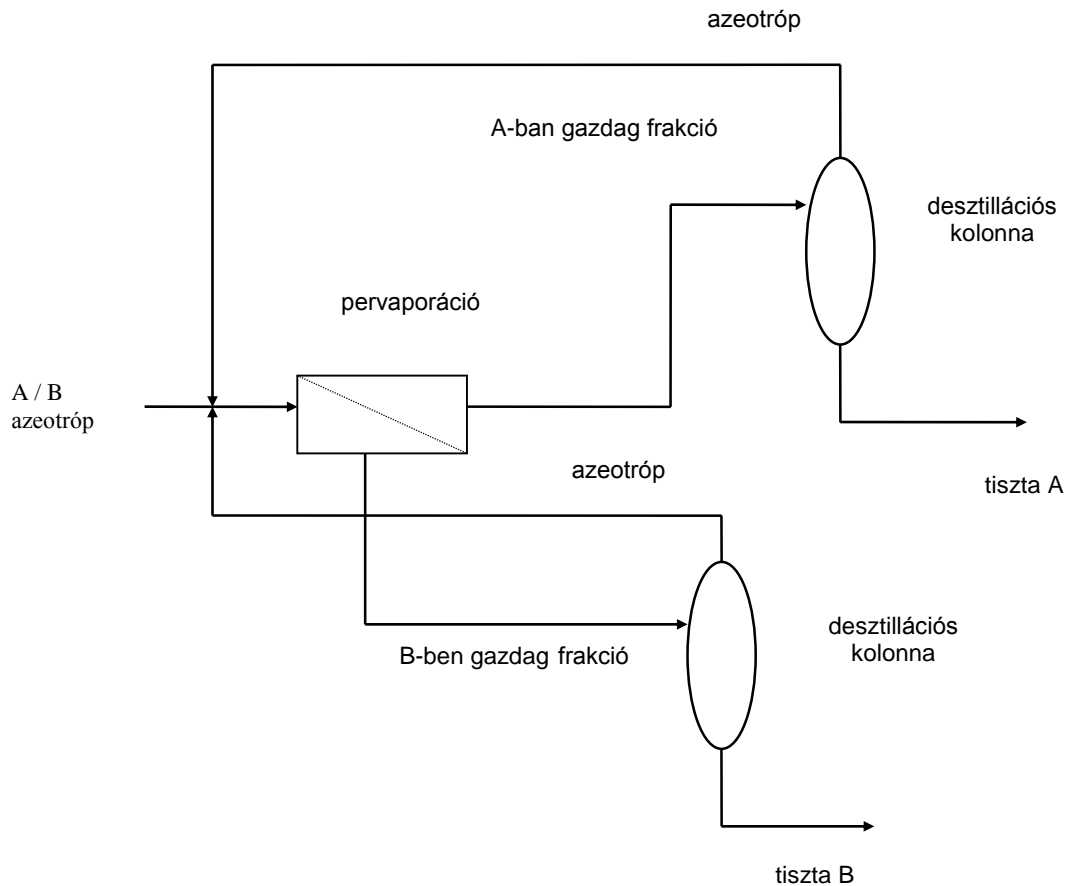 azeotróp
A-ban gazdag frakció
desztillációs
kolonna
pervaporáció
A / B
azeotróp
azeotróp
tiszta A
desztillációs
kolonna
B-ben gazdag frakció
tiszta B